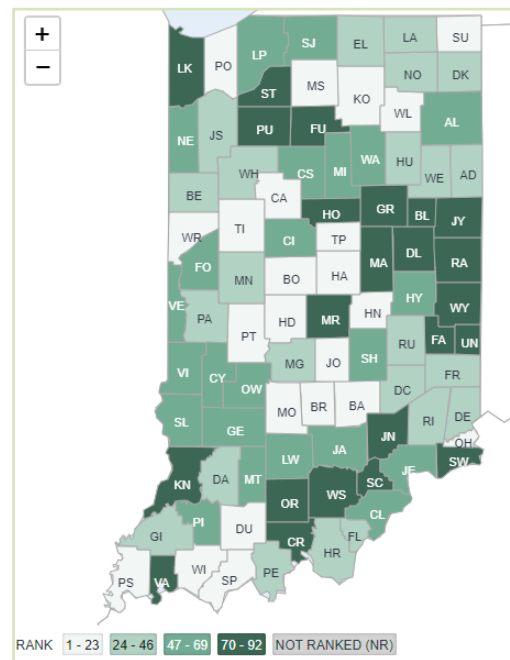 +
−
LK
PO
LP
SJ
EL
LA
SU
ST
MS
NO
DK
KO
WL
PU
FU
AL
NE
JS
WH
CS
MI
WA
HU
WE
AD
BE
CA
HO
GR
BL
JY
WR
TI
CI
TP
DL
FO
MN
BO
HA
MA
RA
VE
PA
HD
MR
HN
HY
WY
PT
MG
JO
SH
RU
FA
UN
VI
CY
OW
FR
DC
SL
MO
BR
BA
RI
DE
GE
JN
OH
LW
JA
JE
SW
KN
DA
MT
SC
OR
WS
CL
PI
DU
GI
CR
HR
FL
PS
VA
WI
SP
PE
RANK 1 - 23 24 - 46 47 - 69 70 - 92 NOT RANKED (NR)